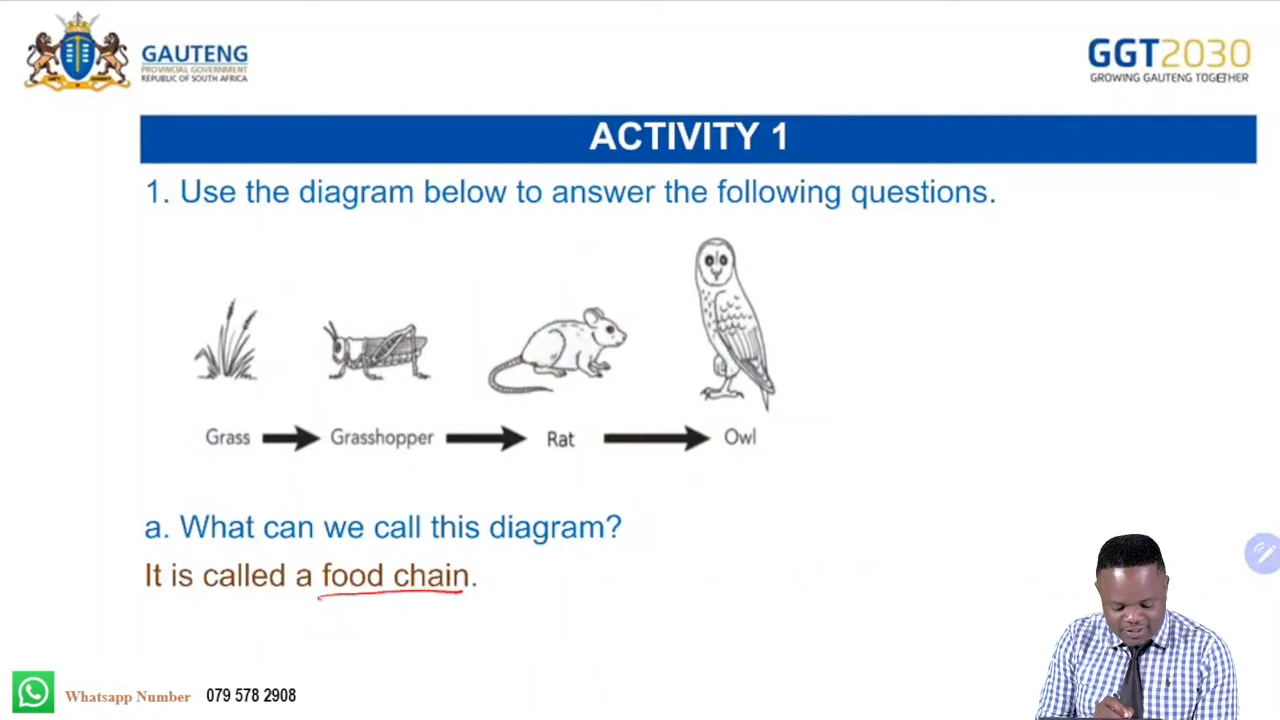 GAUTENG
PROVINCIAL GOVERNMENT
REPUBLIC OF SOUTH AFRICA
GGT2030
GROWING GAUTENG TOGETHER
ACTIVITY 1
1. Use the diagram below to answer the following questions.
Grass Grasshopper Rat Owl
a. What can we call this diagram?
It is called a food chain.
Whatsapp Number 079 578 2908